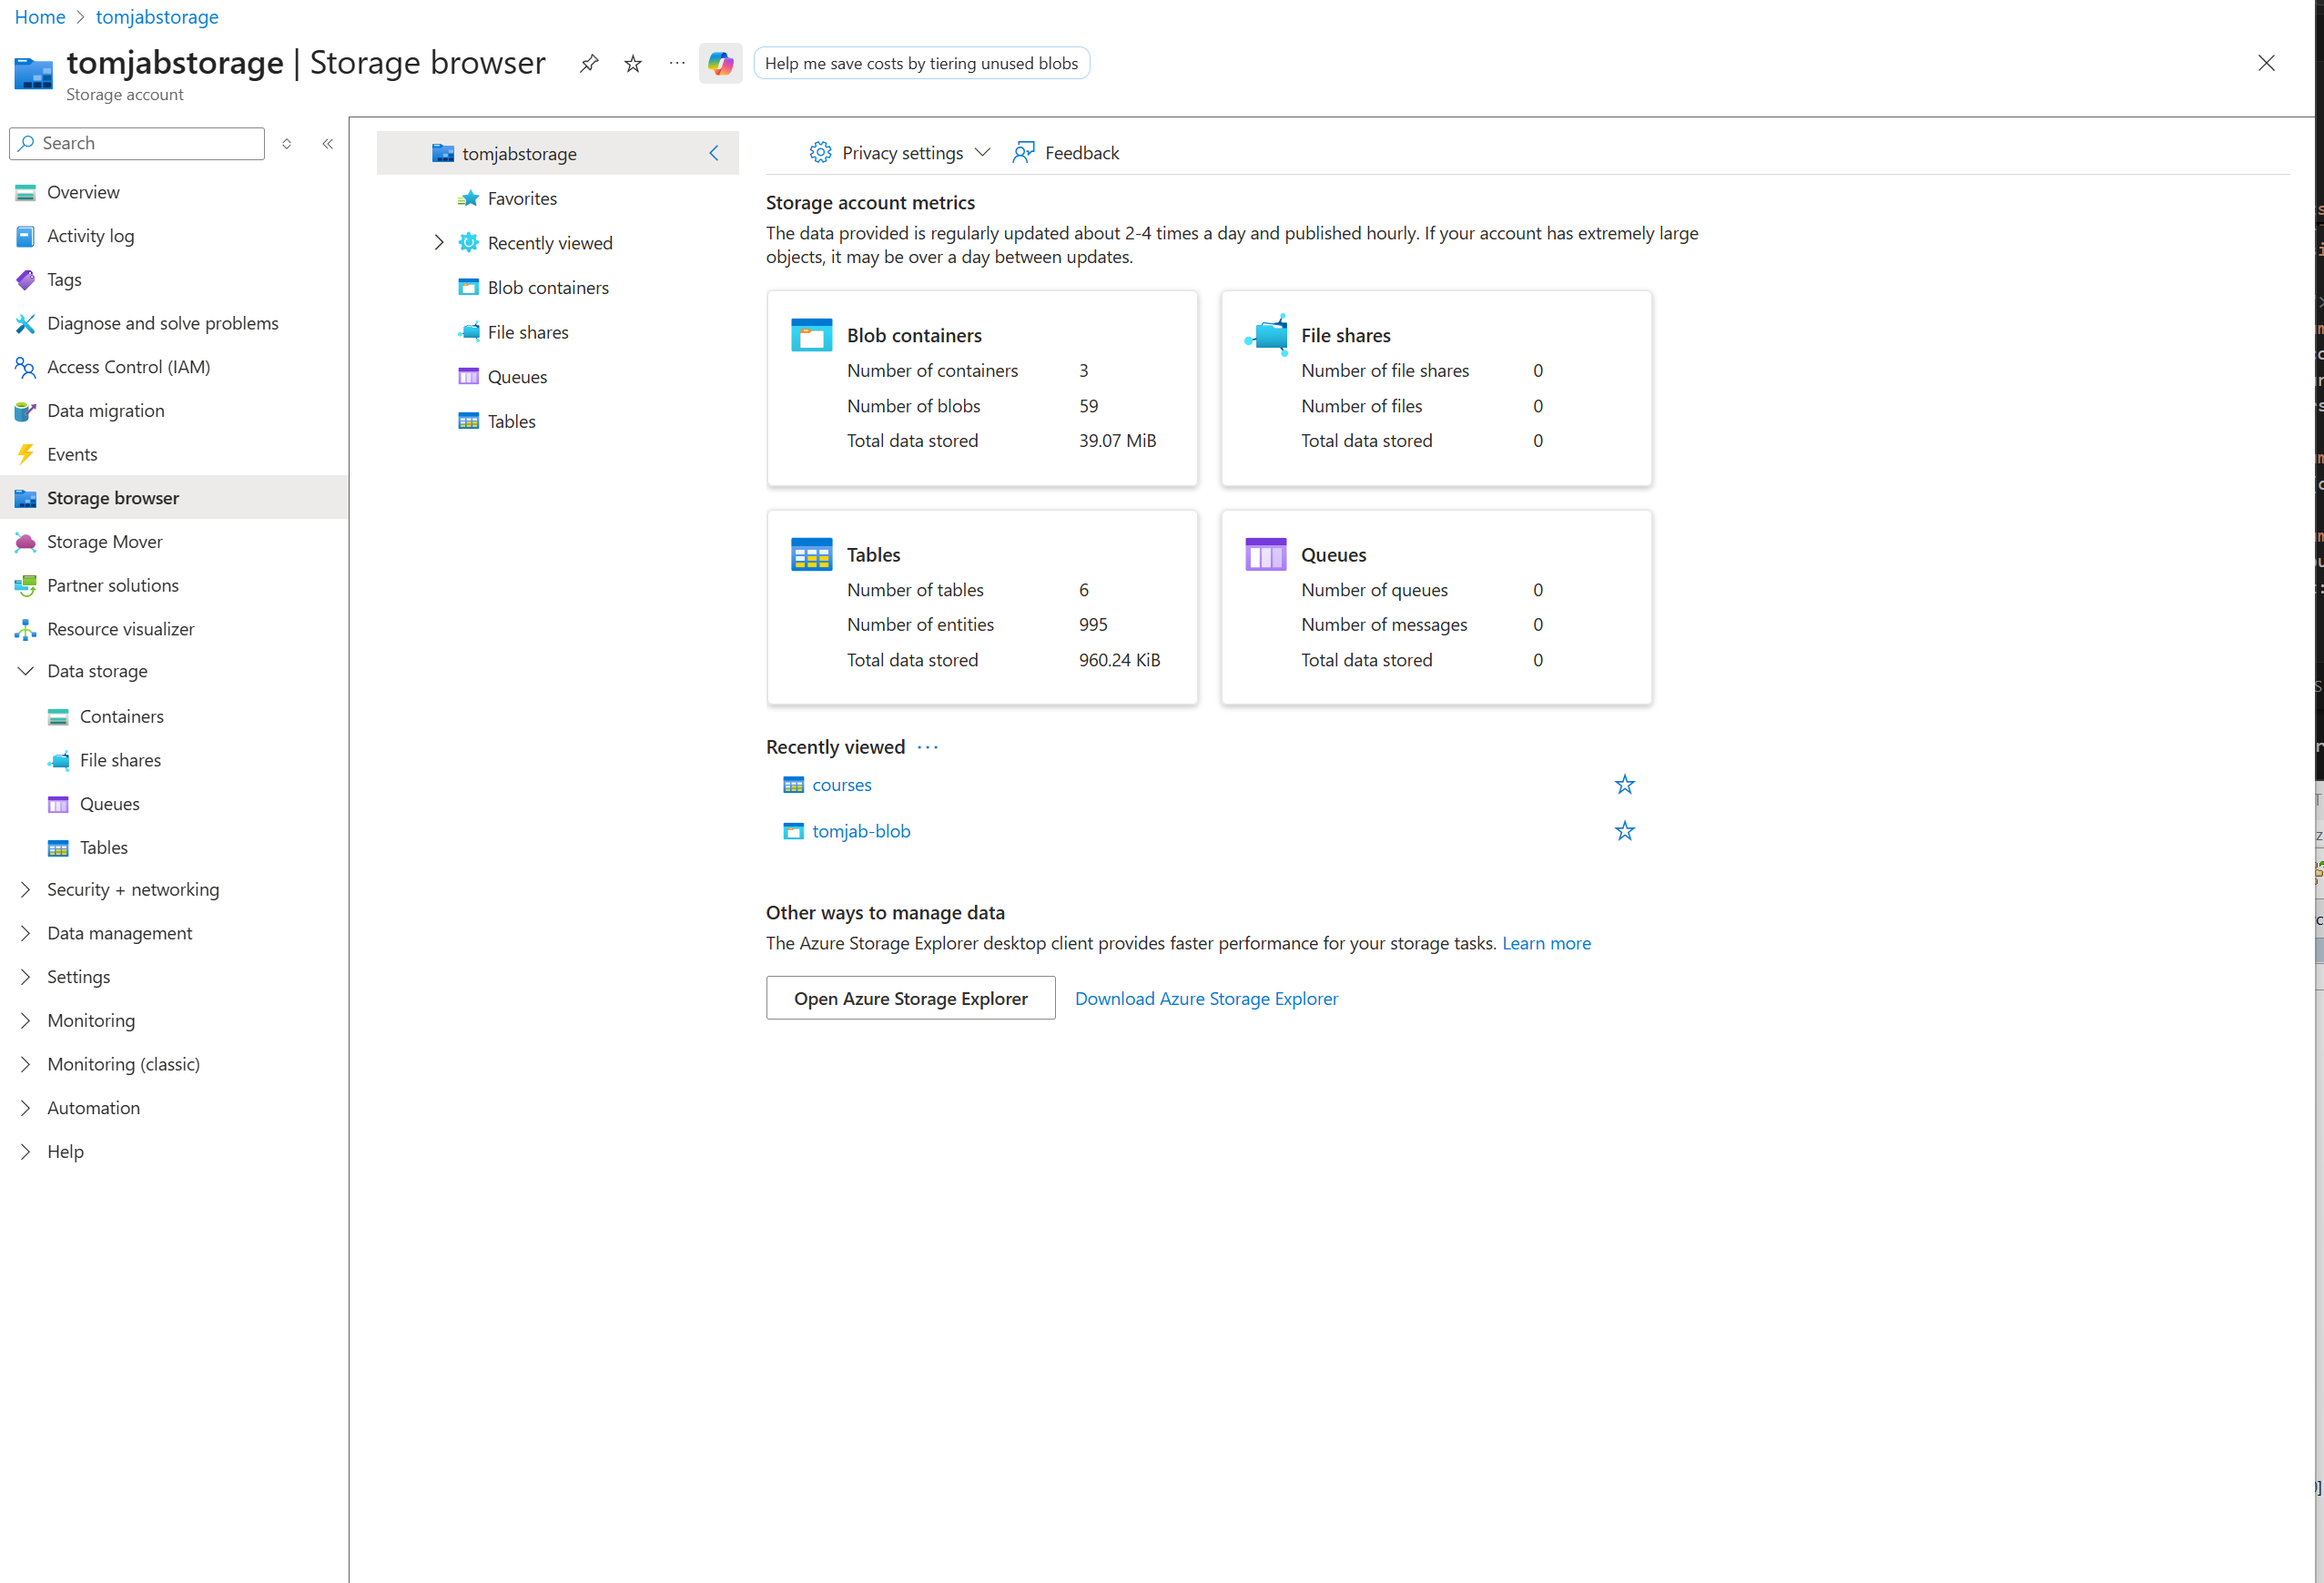 Home > tomjabstorage
tomjabstorage | Storage browser
Help me save costs by tiering unused blobs
Storage account
Search
Overview
Activity log
Tags
Diagnose and solve problems
Access Control (IAM)
Data migration
Events
Storage browser
Storage Mover
Partner solutions
Resource visualizer
Data storage
Containers
File shares
Queues
Tables
Security + networking
Data management
Settings
Monitoring
Monitoring (classic)
Automation
Help
tomjabstorage
Favorites
Recently viewed
Blob containers
File shares
Queues
Tables
Privacy settings
Feedback
Storage account metrics
The data provided is regularly updated about 2-4 times a day and published hourly. If your account has extremely large
objects, it may be over a day between updates.
Blob containers
Number of containers 3
Number of blobs 59
Total data stored 39.07 MiB
File shares
Number of file shares 0
Number of files 0
Total data stored 0
Tables
Number of tables 6
Number of entities 995
Total data stored 960.24 KiB
Queues
Number of queues 0
Number of messages 0
Total data stored 0
Recently viewed ···
courses
tomjab-blob
Other ways to manage data
The Azure Storage Explorer desktop client provides faster performance for your storage tasks. Learn more
Open Azure Storage Explorer
Download Azure Storage Explorer